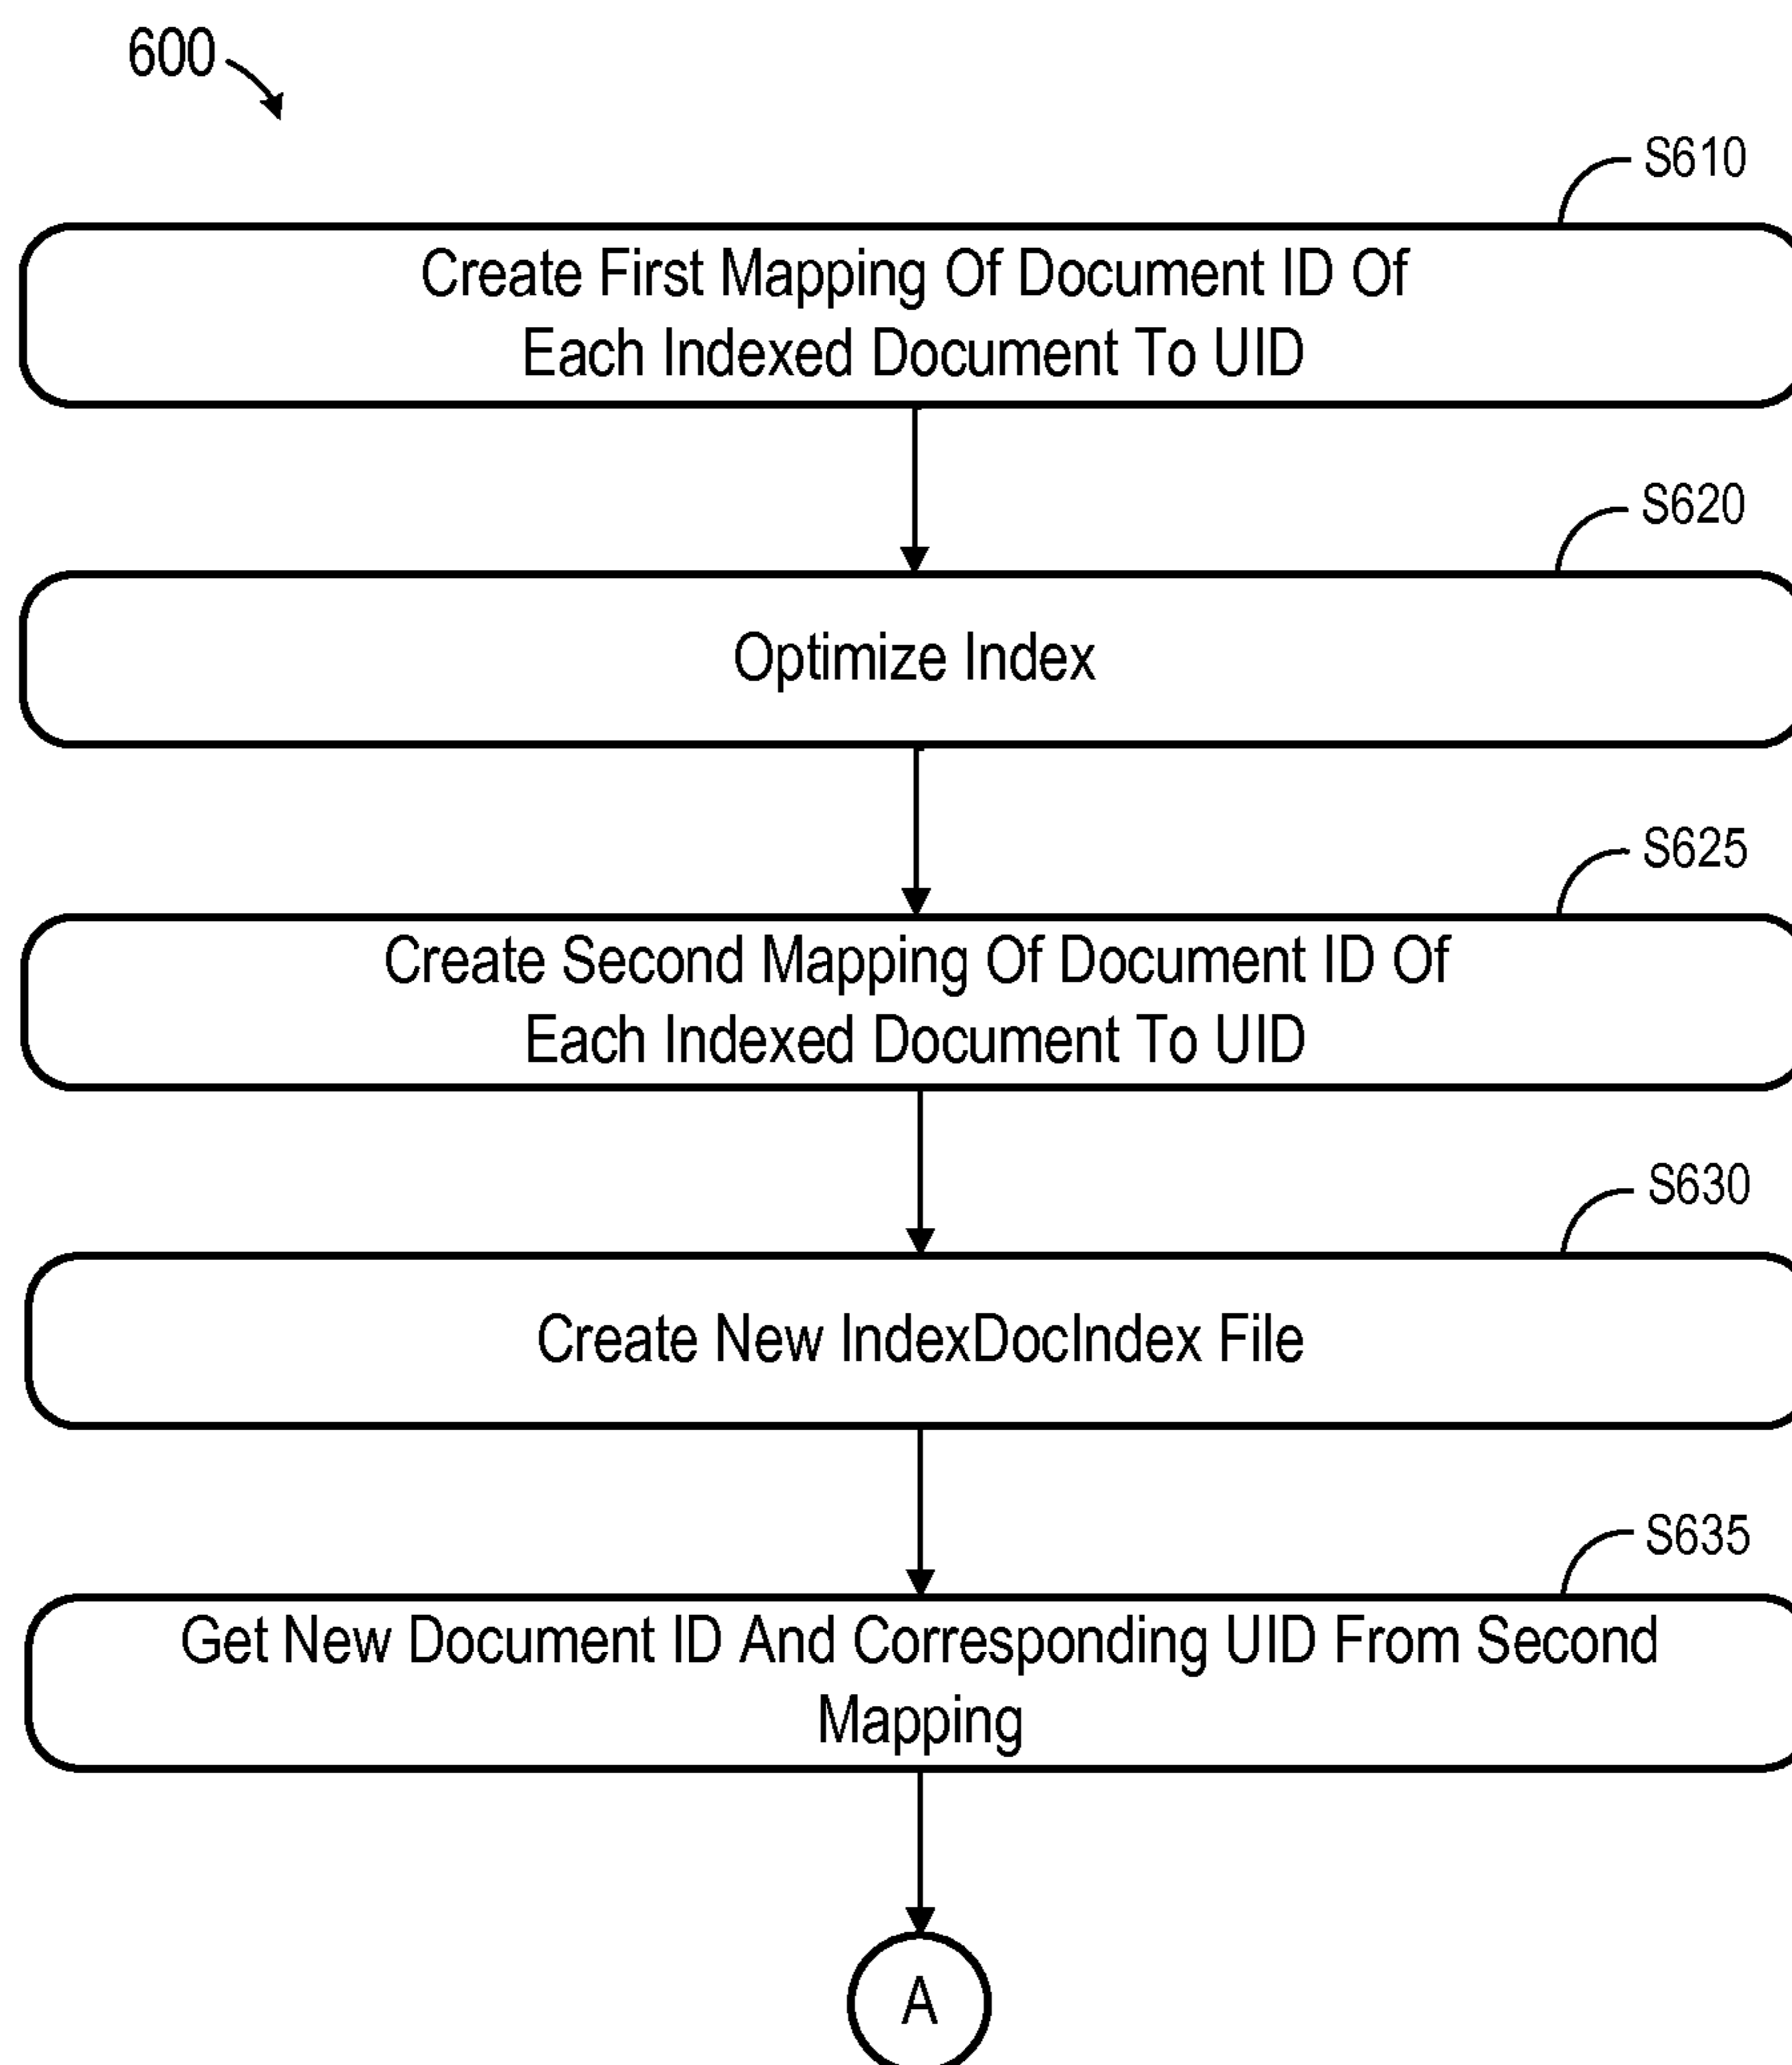 600
S610
Create First Mapping Of Document ID Of
Each Indexed Document To UID
S620
Optimize Index
S625
Create Second Mapping Of Document ID Of
Each Indexed Document To UID
S630
Create New IndexDocIndex File
S635
Get New Document ID And Corresponding UID From Second
Mapping
A